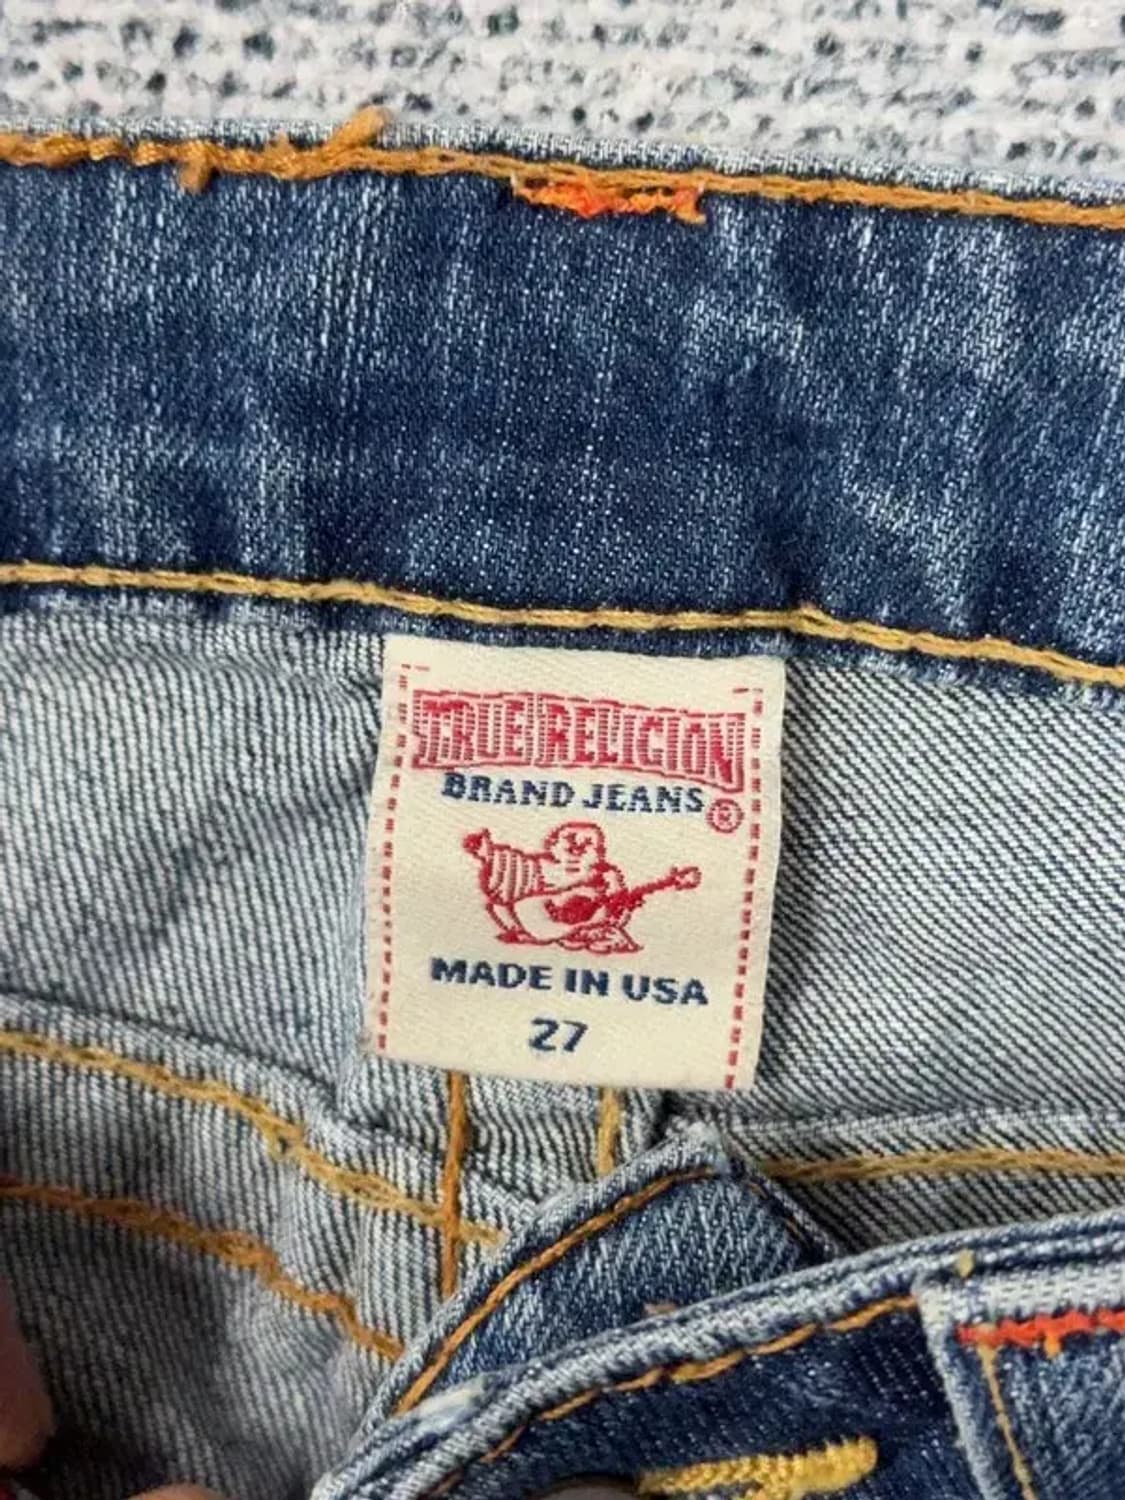 TRUE RELIGION
BRAND JEANS ®
MADE IN USA
27